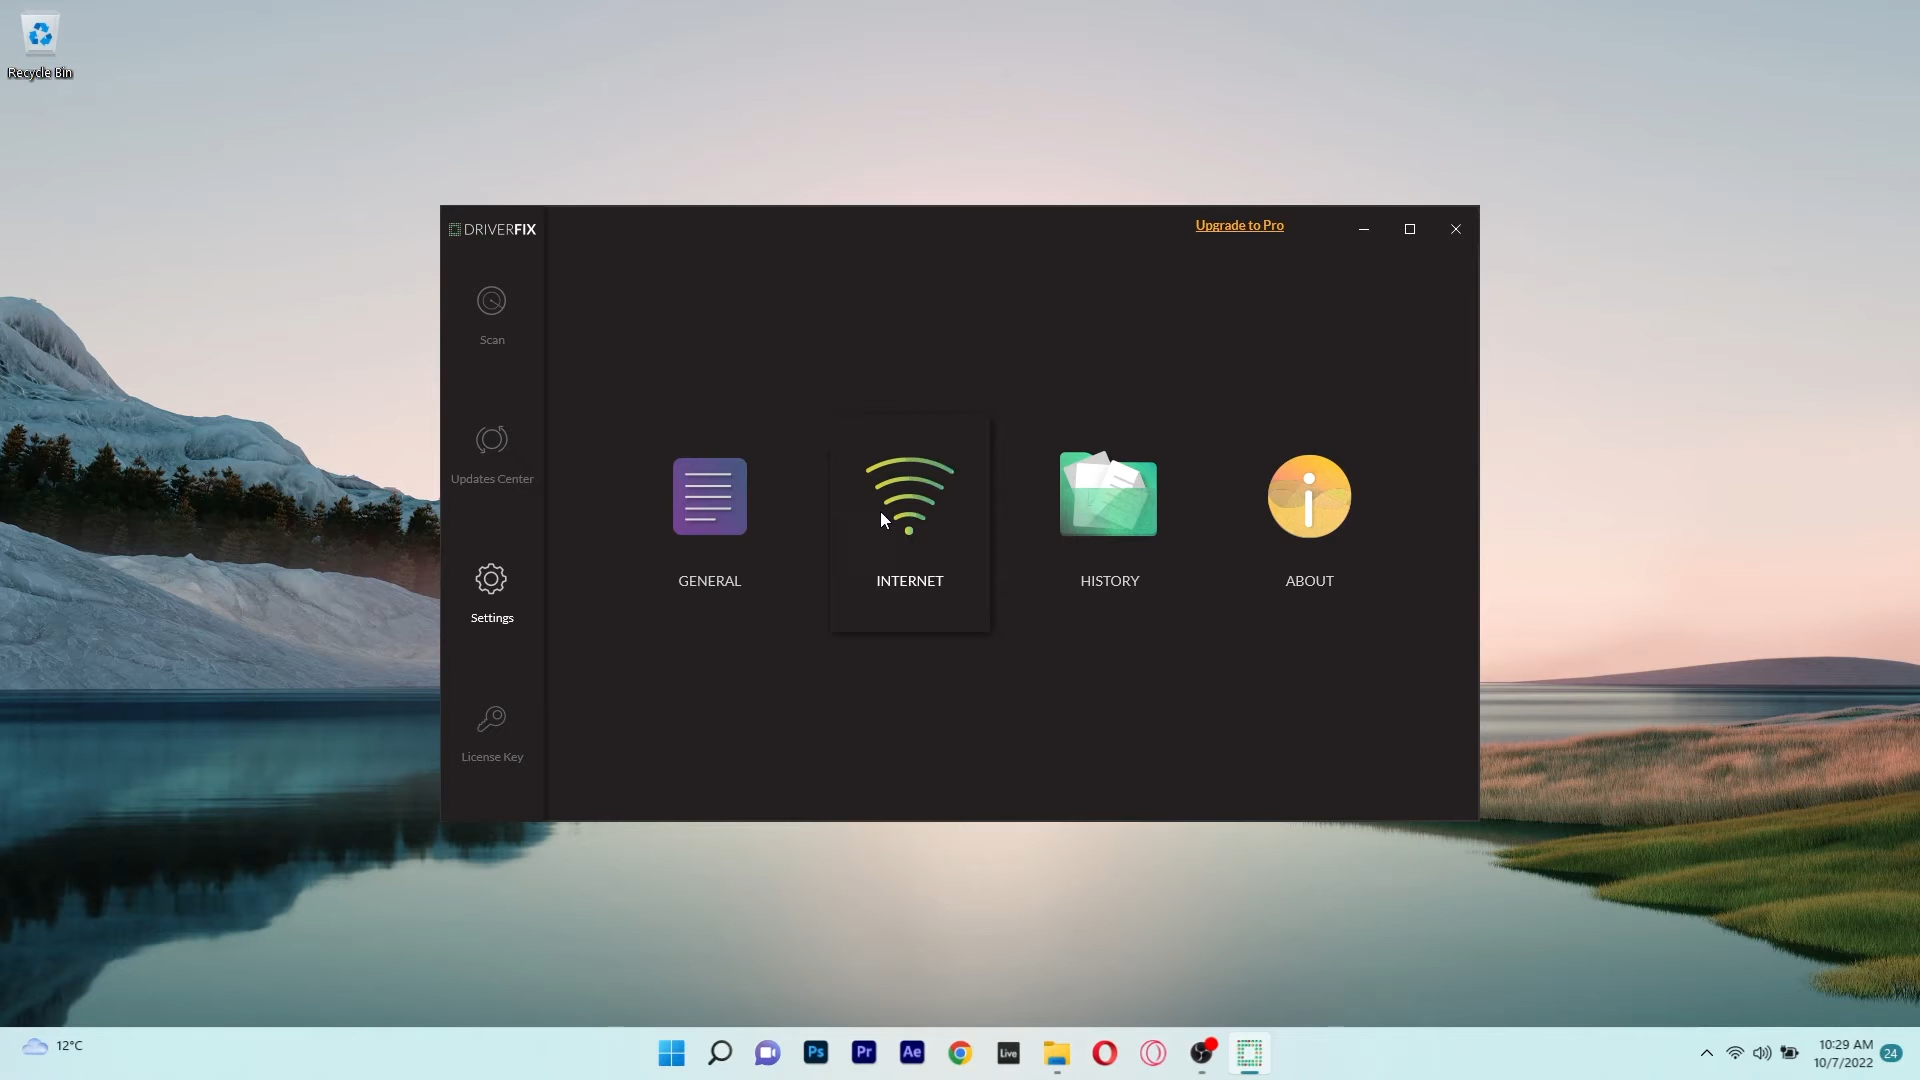 Recycle Bin
DRIVERFIX
Upgrade to Pro
Scan
Updates Center
Settings
License Key
GENERAL
INTERNET
HISTORY
ABOUT
12°C
Ps
Pr
Ae
Live
10:29 AM
10/7/2022
24